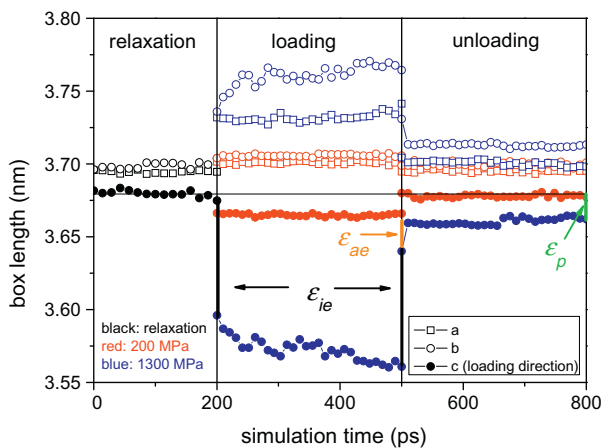 3.80
3.75
3.70
3.65
3.60
3.55
box length (nm)
relaxation
loading
unloading
ε_ae
ε_ie
ε_p
black: relaxation
red: 200 MPa
blue: 1300 MPa
a
b
c (loading direction)
0
200
400
600
800
simulation time (ps)